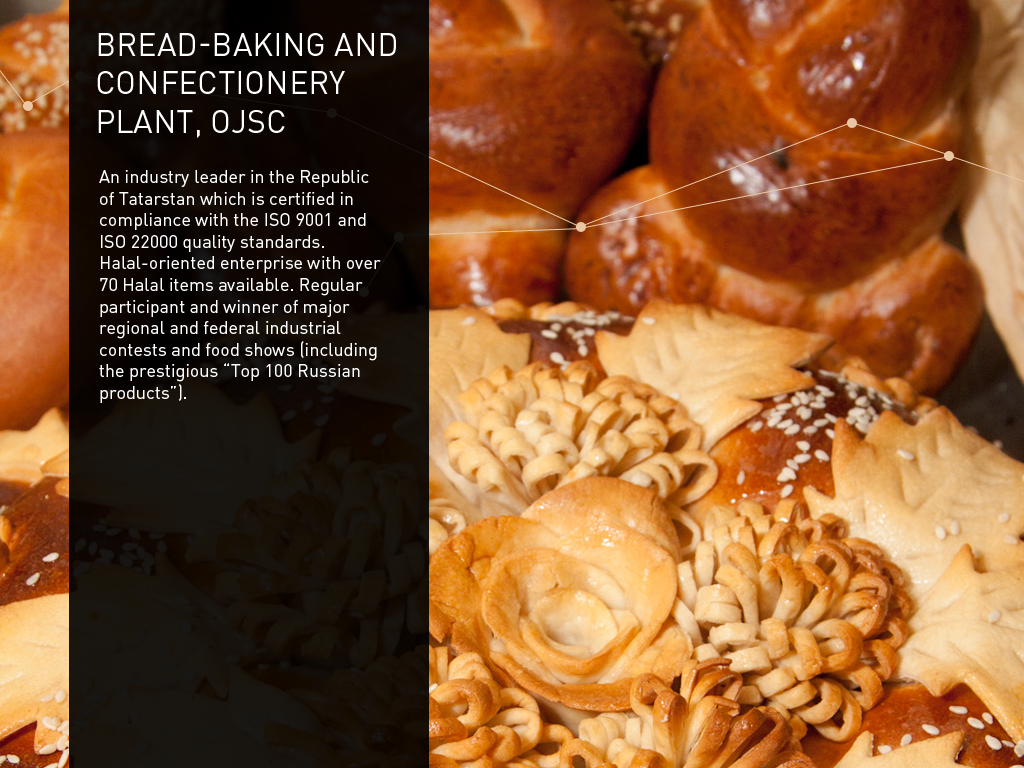 BREAD-BAKING AND
CONFECTIONERY
PLANT, OJSC
An industry leader in the Republic
of Tatarstan which is certified in
compliance with the ISO 9001 and
ISO 22000 quality standards.
Halal-oriented enterprise with over
70 Halal items available. Regular
participant and winner of major
regional and federal industrial
contests and food shows (including
the prestigious “Top 100 Russian
products”).